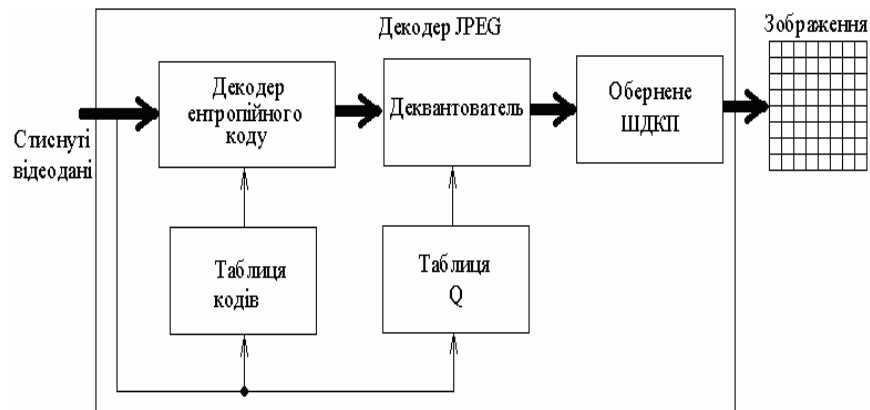 Декодер JPEG
Зображення
Стиснуті
відеодані
Декодер
ентропійного
коду
Деквантователь
Обернене
ШДКП
Таблиця
кодів
Таблиця
Q